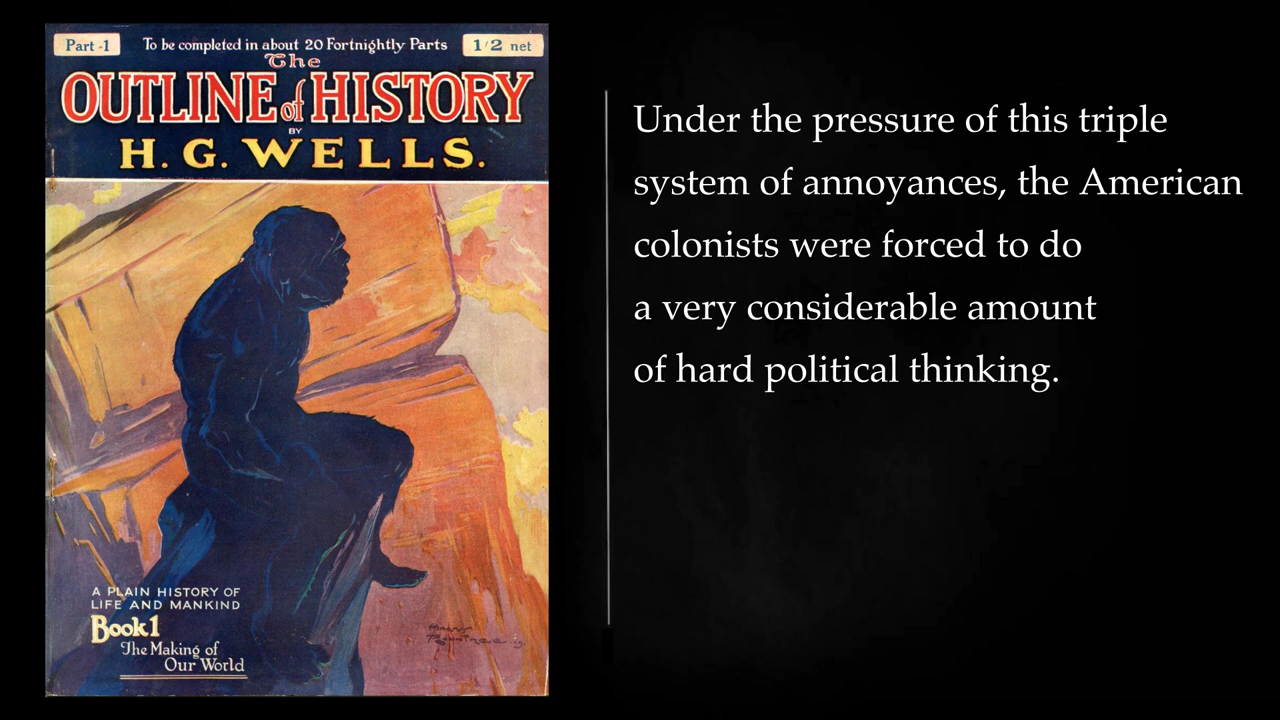 Part -1
To be completed in about 20 Fortnightly Parts
1/2 net
The
OUTLINE of HISTORY
BY
H. G. WELLS.
A PLAIN HISTORY OF
LIFE AND MANKIND
Book 1
The Making of
Our World
Under the pressure of this triple
system of annoyances, the American
colonists were forced to do
a very considerable amount
of hard political thinking.